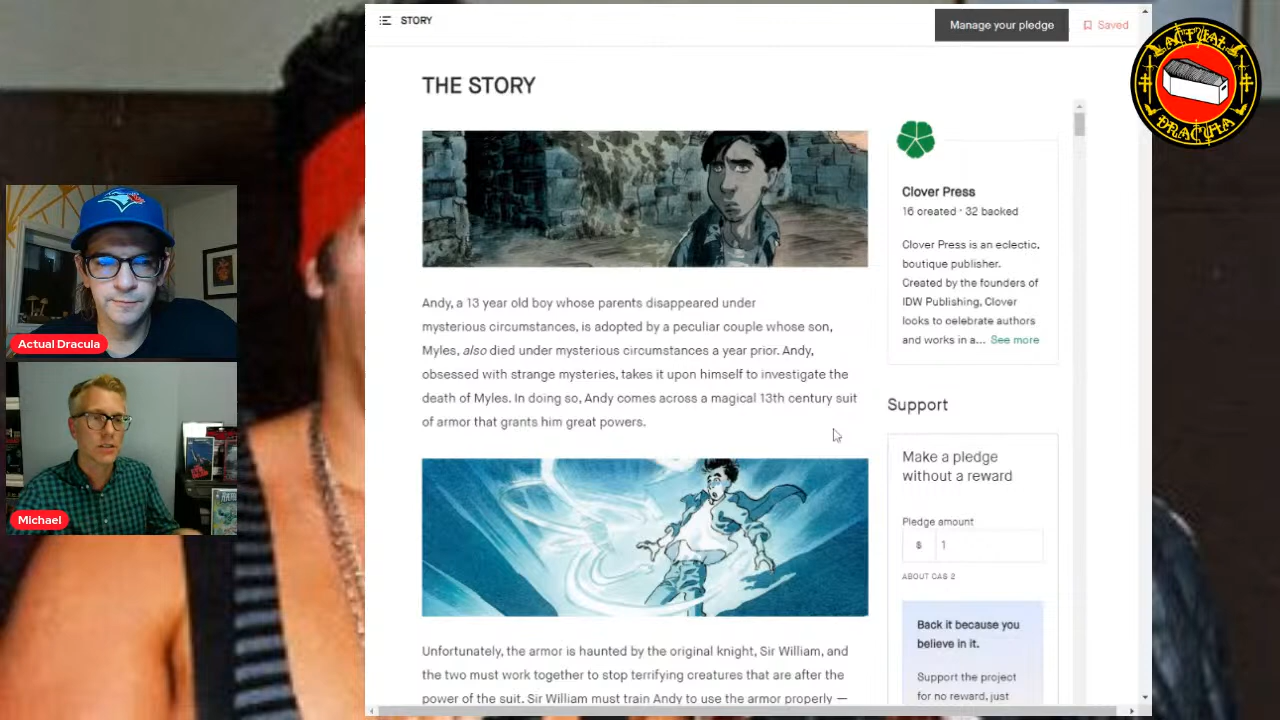 STORY
Manage your pledge
Saved
ACTUAL
DRACULA
THE STORY
Andy, a 13 year old boy whose parents disappeared under
mysterious circumstances, is adopted by a peculiar couple whose son,
Myles, also died under mysterious circumstances a year prior. Andy,
obsessed with strange mysteries, takes it upon himself to investigate the
death of Myles. In doing so, Andy comes across a magical 13th century suit
of armor that grants him great powers.
Unfortunately, the armor is haunted by the original knight, Sir William, and
the two must work together to stop terrifying creatures that are after the
power of the suit. Sir William must train Andy to use the armor properly —
Clover Press
16 created · 32 backed
Clover Press is an eclectic,
boutique publisher.
Created by the founders of
IDW Publishing, Clover
looks to celebrate authors
and works in a... See more
Support
Make a pledge
without a reward
Pledge amount
$ 1
ABOUT CA$ 2
Back it because you
believe in it.
Support the project
for no reward, just
Actual Dracula
Michael